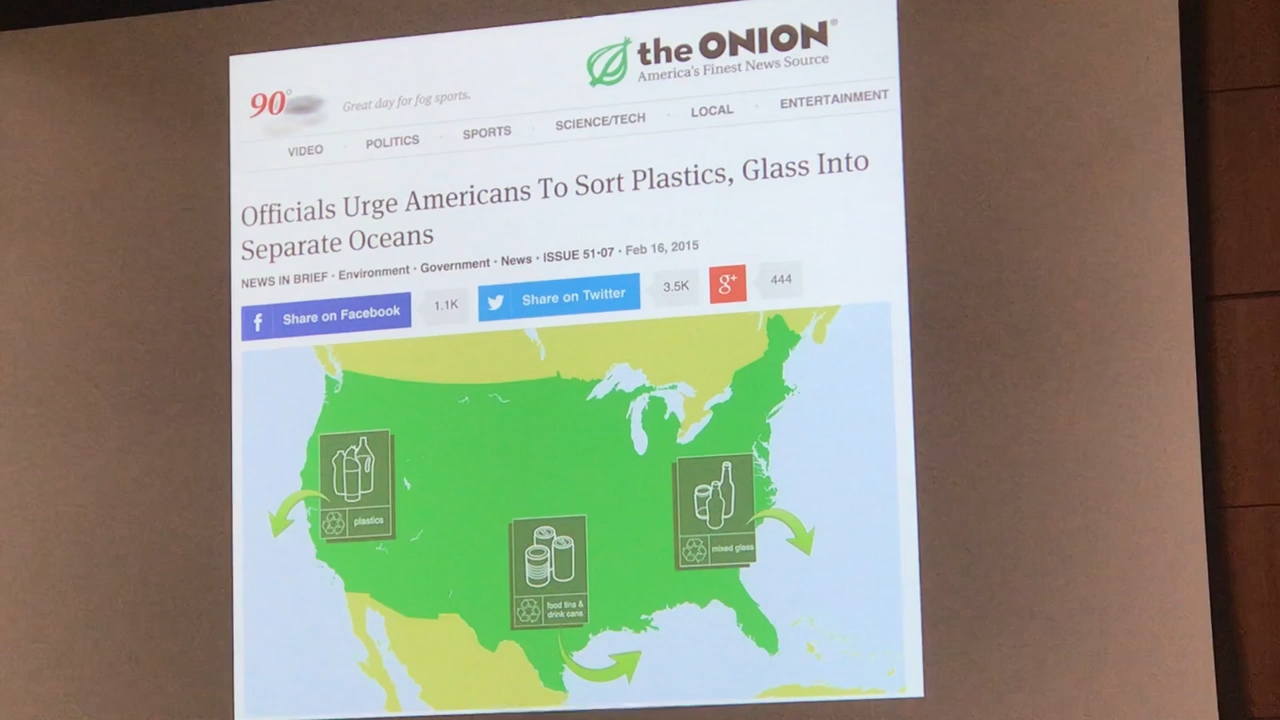 the ONION®
America's Finest News Source
90°
Great day for fog sports.
VIDEO · POLITICS · SPORTS · SCIENCE/TECH · LOCAL · ENTERTAINMENT
Officials Urge Americans To Sort Plastics, Glass Into
Separate Oceans
NEWS IN BRIEF · Environment · Government · News · ISSUE 51·07 · Feb 16, 2015
f Share on Facebook 1.1K Share on Twitter 3.5K g+ 444
plastics
mixed glass
food tins &
drink cans